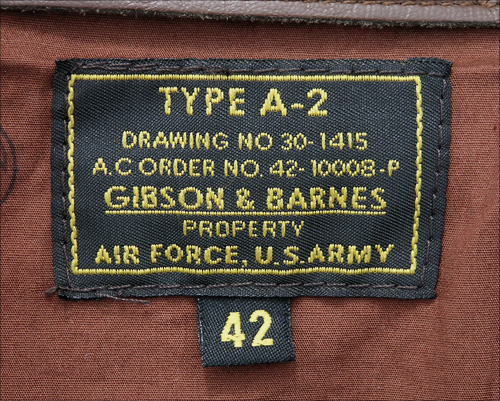 TYPE A-2
DRAWING NO 30-1415
A.C ORDER NO. 42-10008-P
GIBSON & BARNES
PROPERTY
AIR FORCE, U.S. ARMY
42